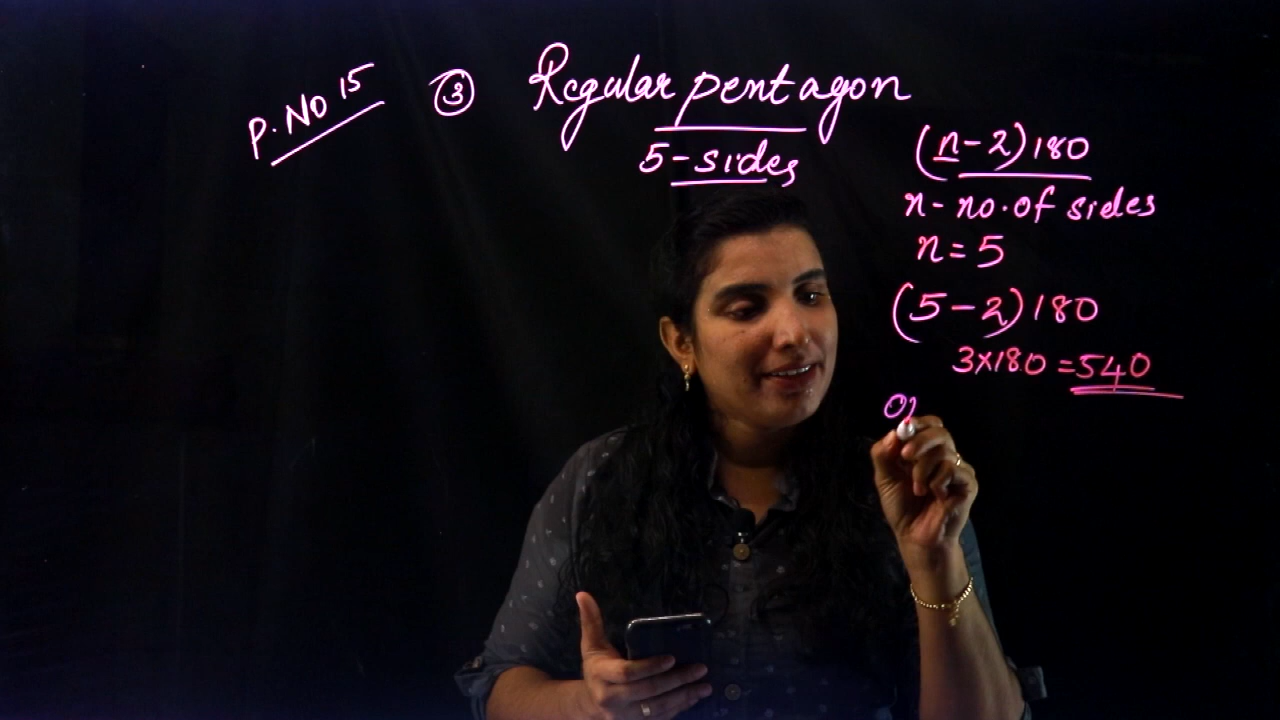 P. NO 15
③ Regular pentagon
5-sides
(n-2)180
n - no. of sides
n = 5
(5-2)180
3x180 = 540